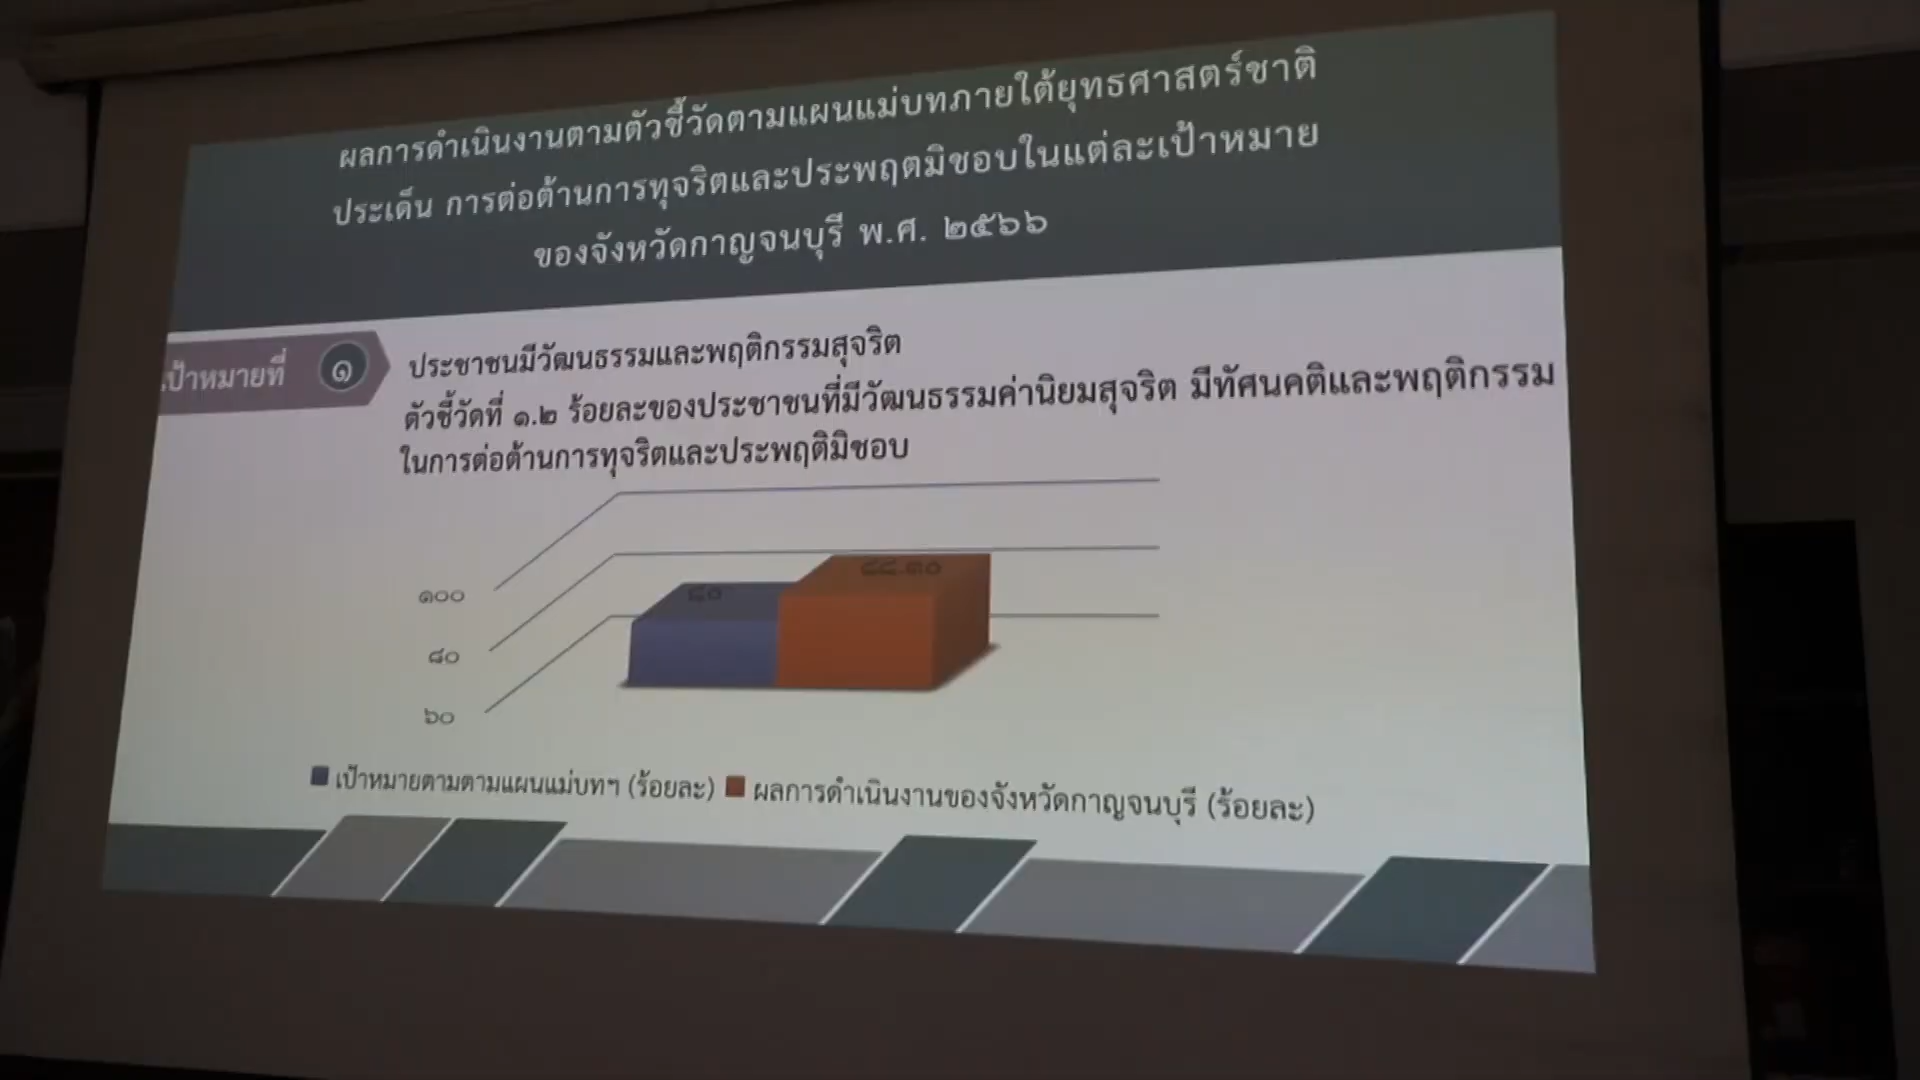 ผลการดำเนินงานตามตัวชี้วัดตามแผนแม่บทภายใต้ยุทธศาสตร์ชาติ
ประเด็น การต่อต้านการทุจริตและประพฤตมิชอบในแต่ละเป้าหมาย
ของจังหวัดกาญจนบุรี พ.ศ. ๒๕๖๖
เป้าหมายที่ ๑
ประชาชนมีวัฒนธรรมและพฤติกรรมสุจริต
ตัวชี้วัดที่ ๑.๒ ร้อยละของประชาชนที่มีวัฒนธรรมค่านิยมสุจริต มีทัศนคติและพฤติกรรม
ในการต่อต้านการทุจริตและประพฤติมิชอบ
๑๐๐
๘๐
๖๐
๘๐
เป้าหมายตามตามแผนแม่บทฯ (ร้อยละ) ผลการดำเนินงานของจังหวัดกาญจนบุรี (ร้อยละ)